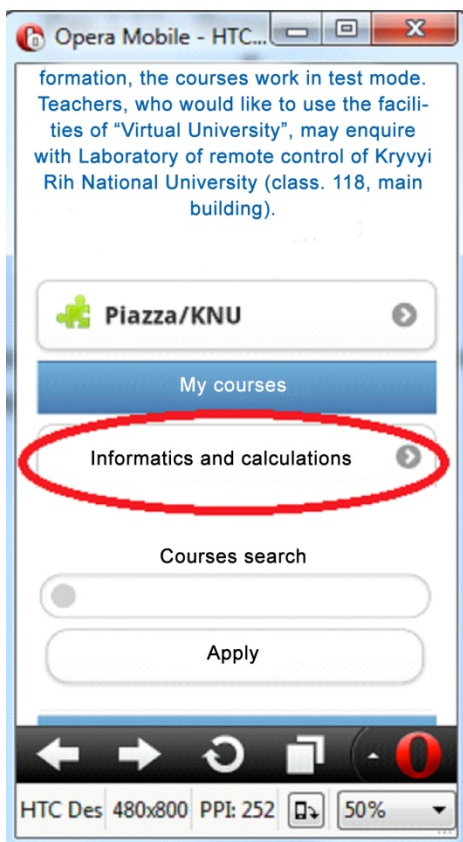 Opera Mobile - HTC...
formation, the courses work in test mode.
Teachers, who would like to use the facili-
ties of “Virtual University”, may enquire
with Laboratory of remote control of Kryvyi
Rih National University (class. 118, main
building).
Piazza/KNU
My courses
Informatics and calculations
Courses search
Apply
HTC Des 480x800 PPI: 252 50%